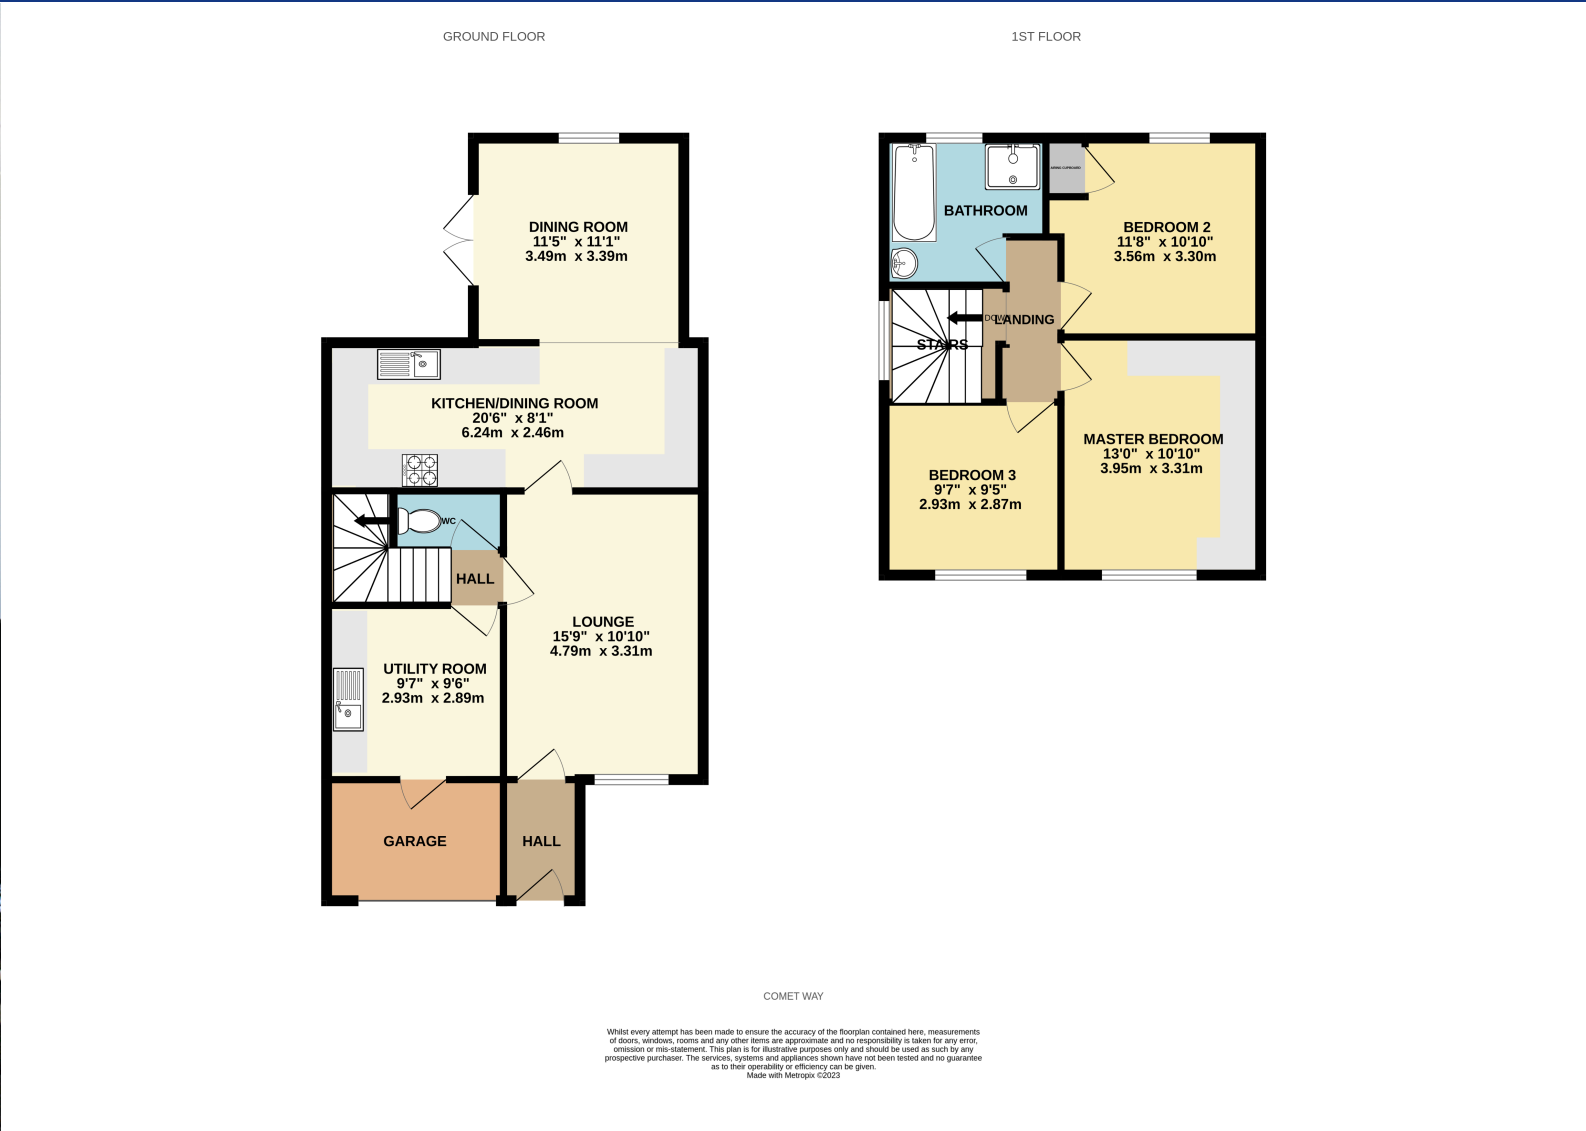 GROUND FLOOR
1ST FLOOR
DINING ROOM
11'5" x 11'1"
3.49m x 3.39m
KITCHEN/DINING ROOM
20'6" x 8'1"
6.24m x 2.46m
WC
HALL
LOUNGE
15'9" x 10'10"
4.79m x 3.31m
UTILITY ROOM
9'7" x 9'6"
2.93m x 2.89m
GARAGE
HALL
BATHROOM
AIRING CUPBOARD
BEDROOM 2
11'8" x 10'10"
3.56m x 3.30m
LANDING
STAIRS
MASTER BEDROOM
13'0" x 10'10"
3.95m x 3.31m
BEDROOM 3
9'7" x 9'5"
2.93m x 2.87m
COMET WAY
Whilst every attempt has been made to ensure the accuracy of the floorplan contained here, measurements
of doors, windows, rooms and any other items are approximate and no responsibility is taken for any error,
omission or mis-statement. This plan is for illustrative purposes only and should be used as such by any
prospective purchaser. The services, systems and appliances shown have not been tested and no guarantee
as to their operability or efficiency can be given.
Made with Metropix ©2023